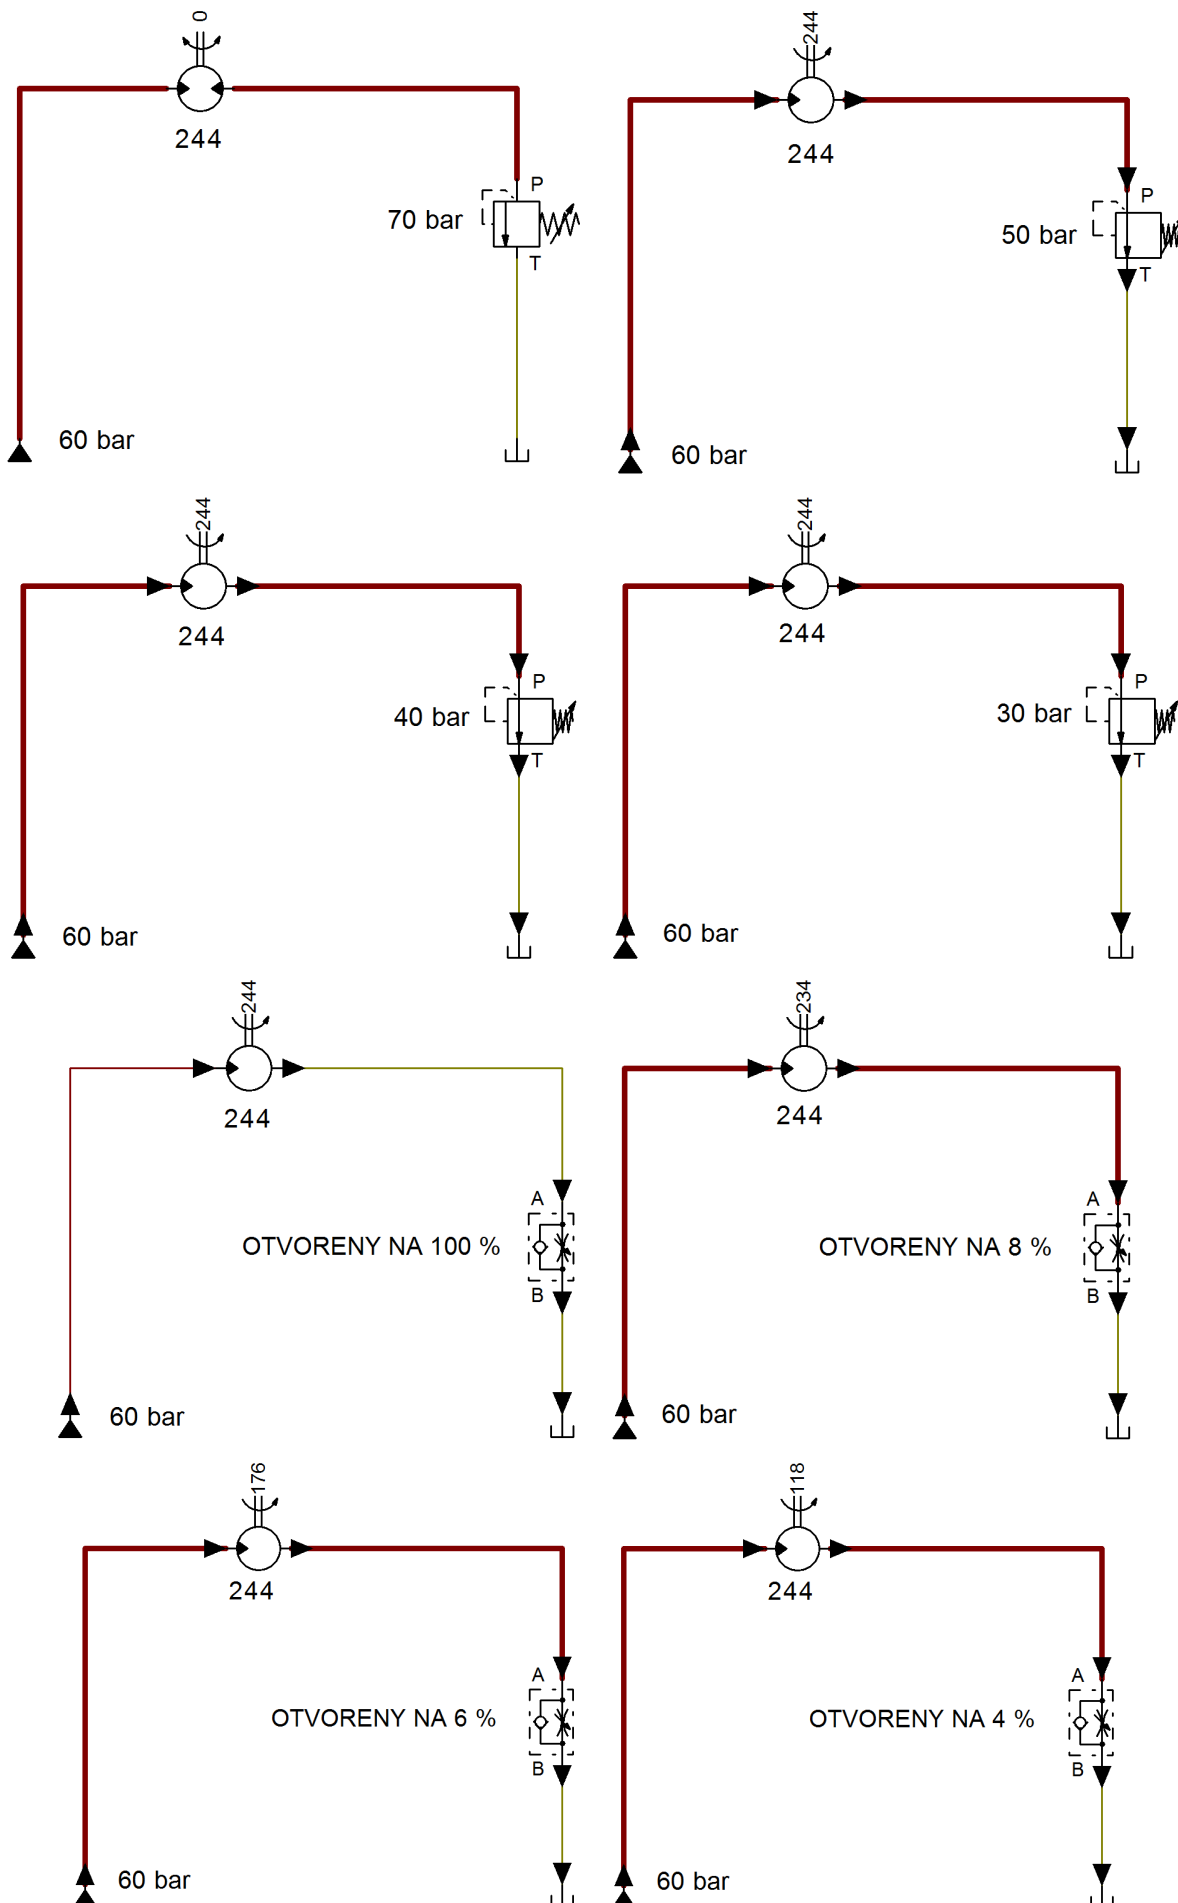 0
244
P
70 bar
T
60 bar
244
244
P
50 bar
T
60 bar
244
244
P
40 bar
T
60 bar
244
244
P
30 bar
T
60 bar
244
244
A
OTVORENY NA 100 %
B
60 bar
234
244
A
OTVORENY NA 8 %
B
60 bar
176
244
A
OTVORENY NA 6 %
B
60 bar
118
244
A
OTVORENY NA 4 %
B
60 bar